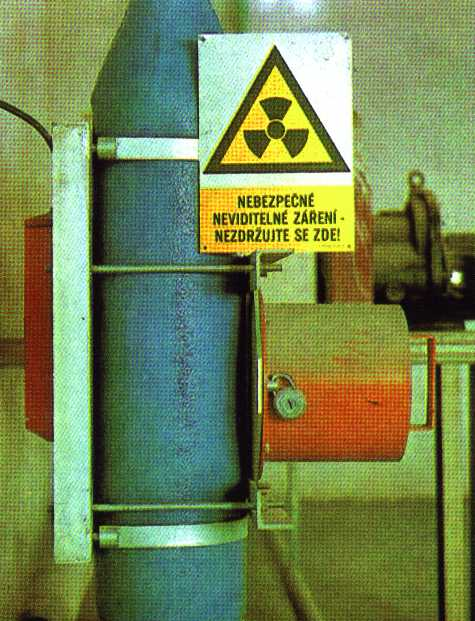 NEBEZPEČNÉ
NEVIDITELNÉ ZÁŘENÍ -
NEZDRŽUJTE SE ZDE!